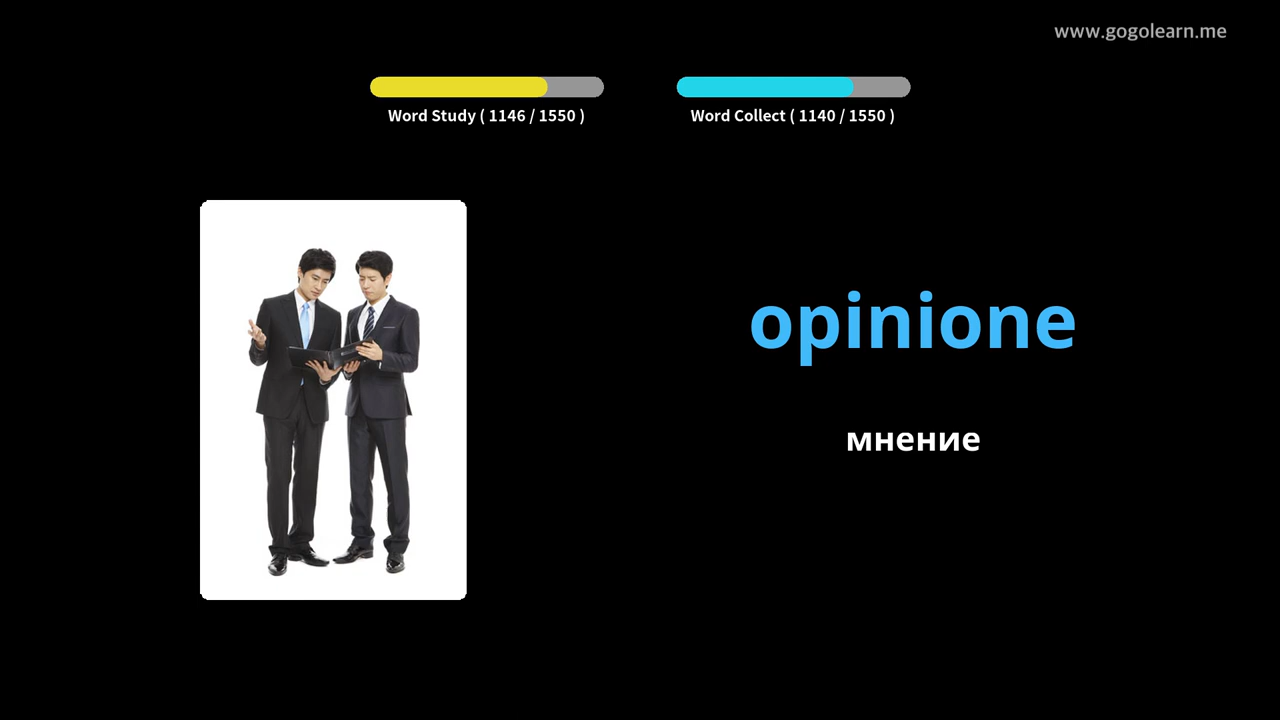 www.gogolearn.me
Word Study ( 1146 / 1550 )
Word Collect ( 1140 / 1550 )
opinione
мнение